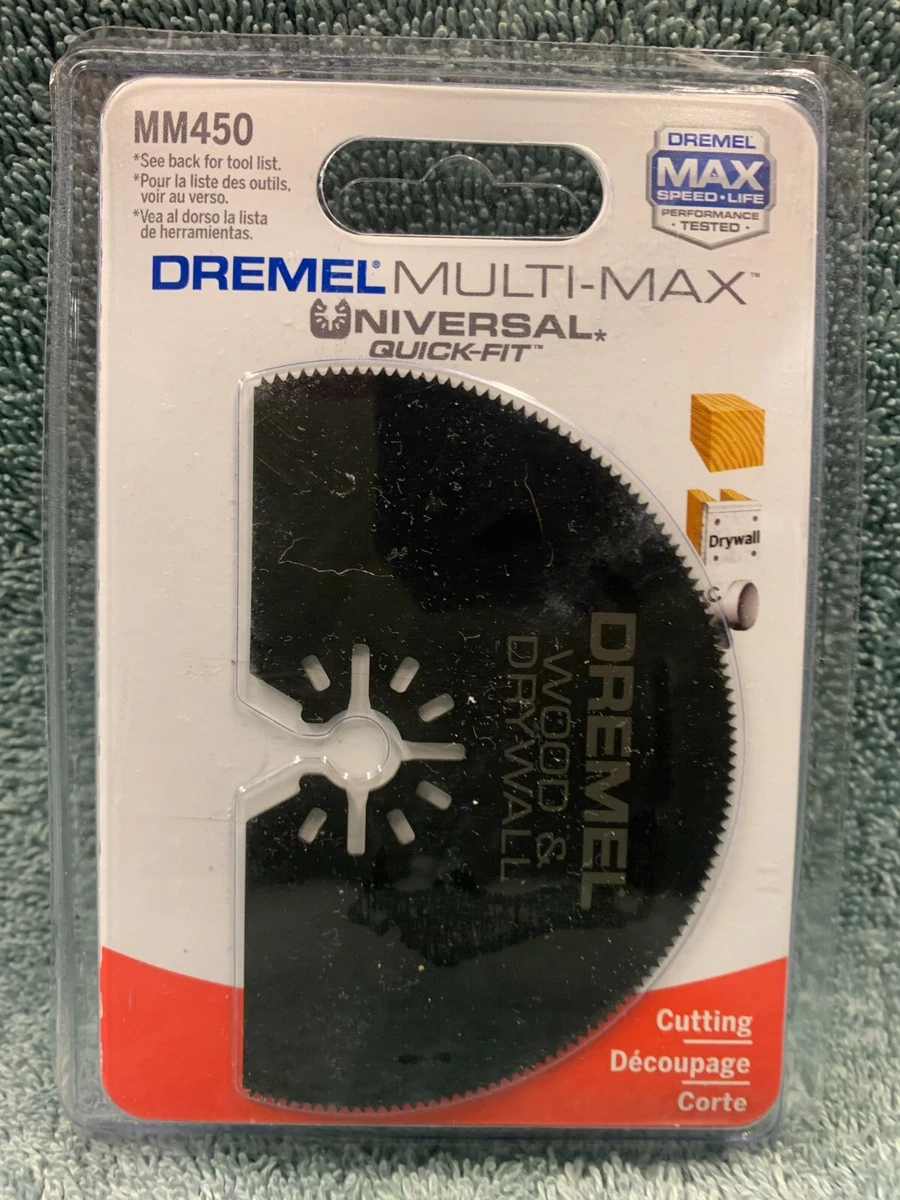 MM450
*See back for tool list.
*Pour la liste des outils,
voir au verso.
*Vea al dorso la lista
de herramientas.
DREMEL
MAX
SPEED•LIFE
PERFORMANCE
• TESTED •
DREMEL® MULTI-MAX™
UNIVERSAL*
QUICK-FIT™
Drywall
DREMEL
WOOD &
DRYWALL
Cutting
Découpage
Corte